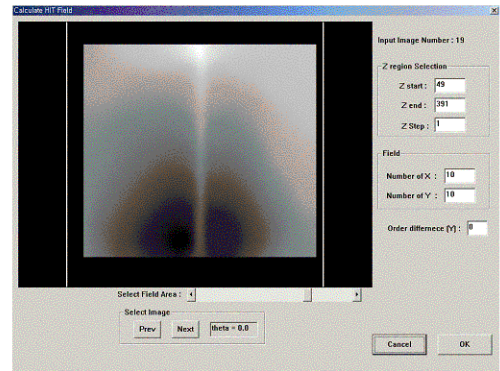 Calculate HIT Field
Input Image Number : 19
Z region Selection
Z start : 49
Z end : 391
Z Step : 1
Field
Number of X : 10
Number of Y : 10
Order differnece (Y) : 8
Select Field Area :
Select Image
Prev Next theta = 0.0
Cancel OK